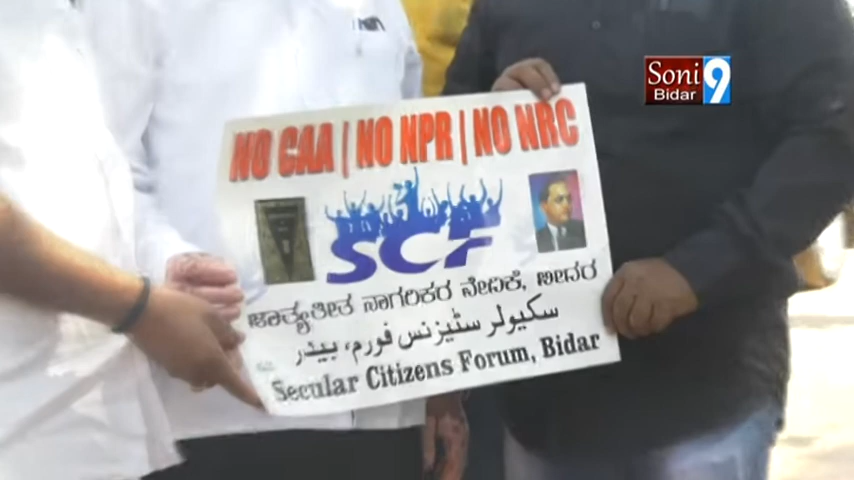 Soni 9
Bidar
NO CAA | NO NPR | NO NRC
SCF
ಜಾತ್ಯತೀತ ನಾಗರಿಕರ ವೇದಿಕೆ, ಬೀದರ
سکیولر سٹیزنس فورم، بیدر
Secular Citizens Forum, Bidar